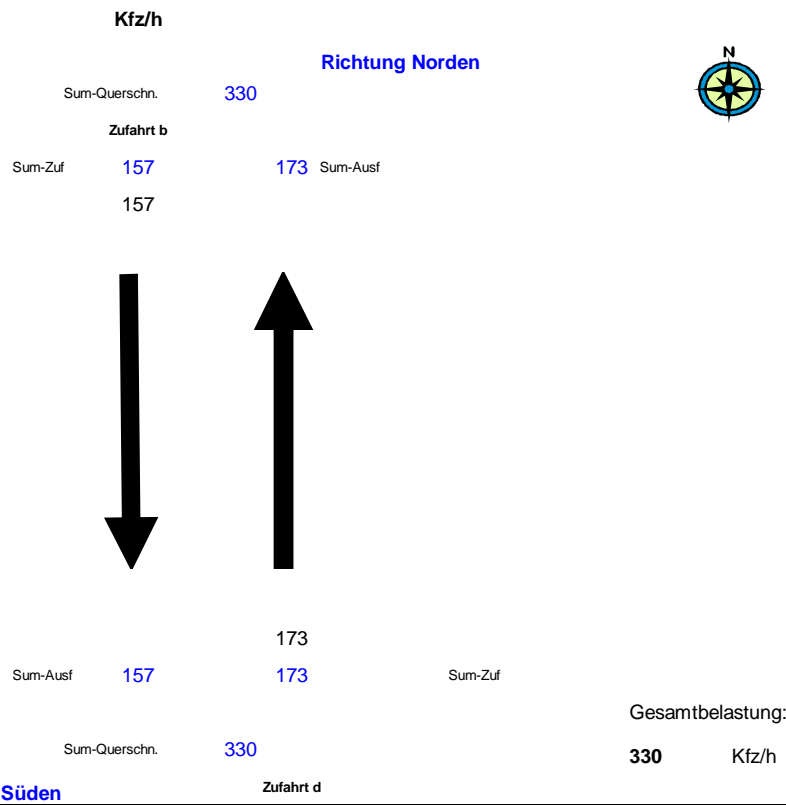 Kfz/h
Richtung Norden
N
Sum-Querschn. 330
Zufahrt b
Sum-Zuf 157 173 Sum-Ausf
157
173
Sum-Ausf 157 173 Sum-Zuf
Gesamtbelastung:
Sum-Querschn. 330
330 Kfz/h
Süden Zufahrt d